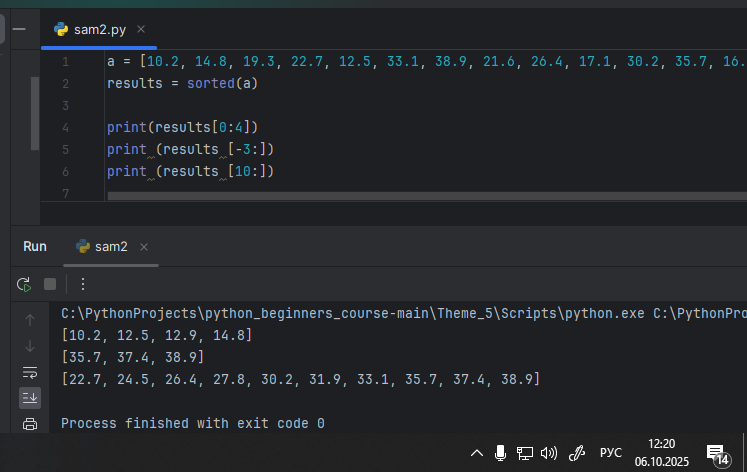 sam2.py
1 a = [10.2, 14.8, 19.3, 22.7, 12.5, 33.1, 38.9, 21.6, 26.4, 17.1, 30.2, 35.7, 16.
2 results = sorted(a)
3
4 print(results[0:4])
5 print (results [-3:])
6 print (results [10:])
7
Run sam2
C:\PythonProjects\python_beginners_course-main\Theme_5\Scripts\python.exe C:\PythonPro
[10.2, 12.5, 12.9, 14.8]
[35.7, 37.4, 38.9]
[22.7, 24.5, 26.4, 27.8, 30.2, 31.9, 33.1, 35.7, 37.4, 38.9]
Process finished with exit code 0
РУС
12:20
06.10.2025
14